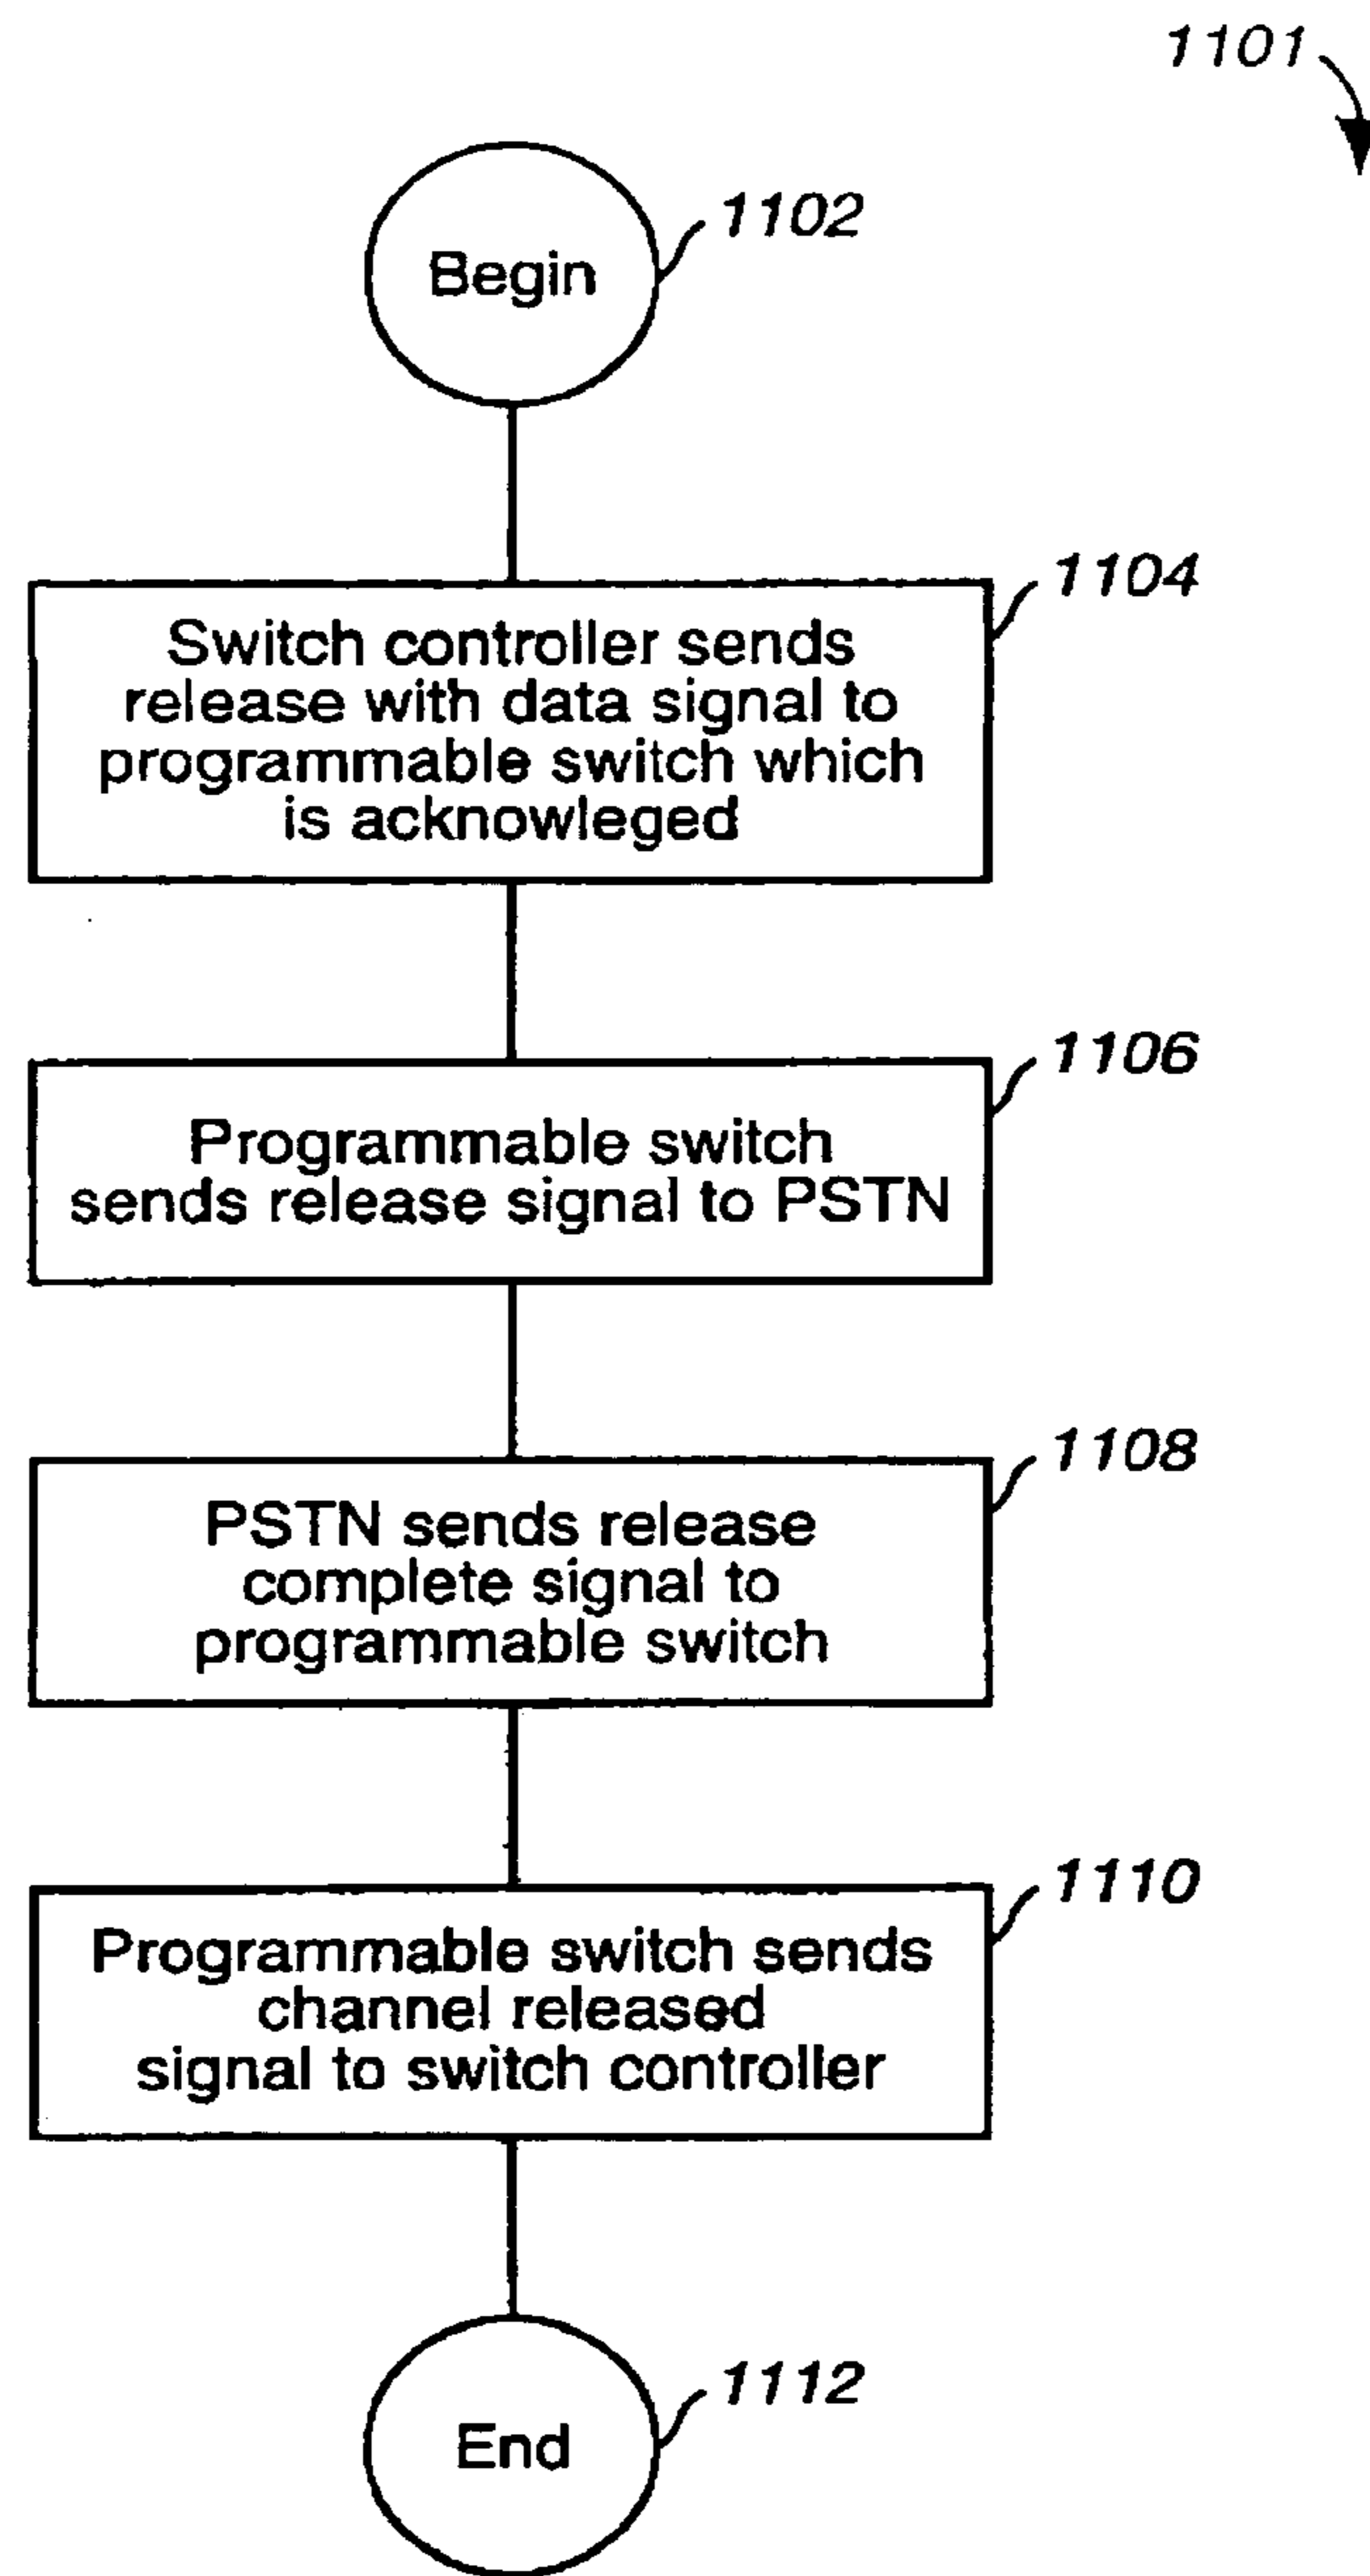 1101
Begin
1102
1104
Switch controller sends
release with data signal to
programmable switch which
is acknowleged
1106
Programmable switch
sends release signal to PSTN
1108
PSTN sends release
complete signal to
programmable switch
1110
Programmable switch sends
channel released
signal to switch controller
End
1112